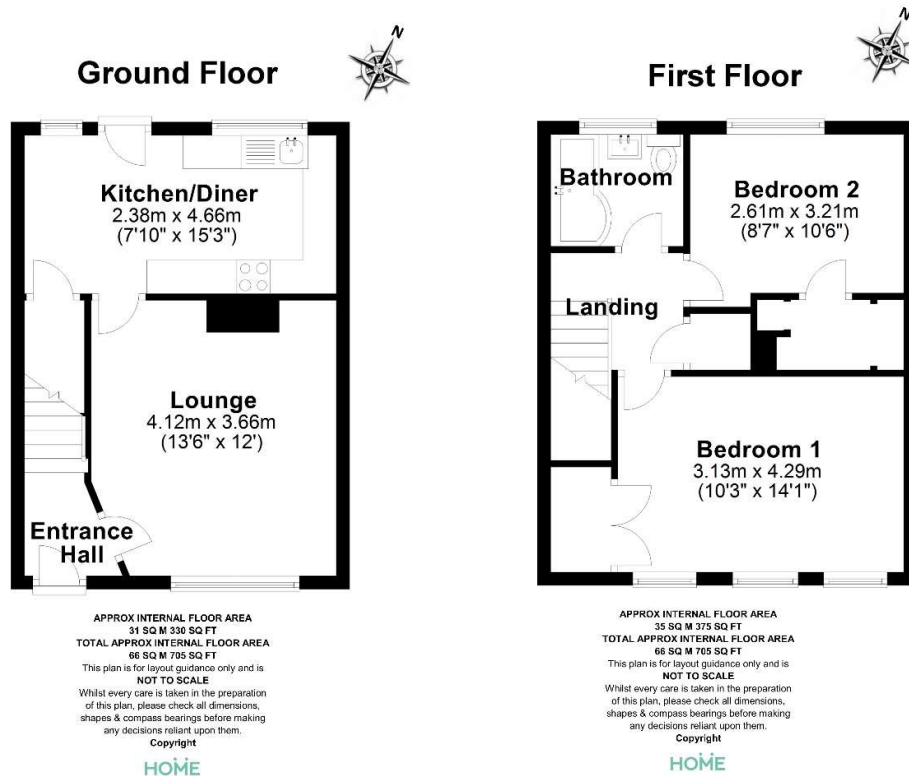 Ground Floor
N
Kitchen/Diner
2.38m x 4.66m
(7'10" x 15'3")
Lounge
4.12m x 3.66m
(13'6" x 12')
Entrance
Hall
APPROX INTERNAL FLOOR AREA
31 SQ M 330 SQ FT
TOTAL APPROX INTERNAL FLOOR AREA
66 SQ M 705 SQ FT
This plan is for layout guidance only and is
NOT TO SCALE
Whilst every care is taken in the preparation
of this plan, please check all dimensions,
shapes & compass bearings before making
any decisions reliant upon them.
Copyright
HOME
First Floor
N
Bathroom
Bedroom 2
2.61m x 3.21m
(8'7" x 10'6")
Landing
Bedroom 1
3.13m x 4.29m
(10'3" x 14'1")
APPROX INTERNAL FLOOR AREA
35 SQ M 375 SQ FT
TOTAL APPROX INTERNAL FLOOR AREA
66 SQ M 705 SQ FT
This plan is for layout guidance only and is
NOT TO SCALE
Whilst every care is taken in the preparation
of this plan, please check all dimensions,
shapes & compass bearings before making
any decisions reliant upon them.
Copyright
HOME